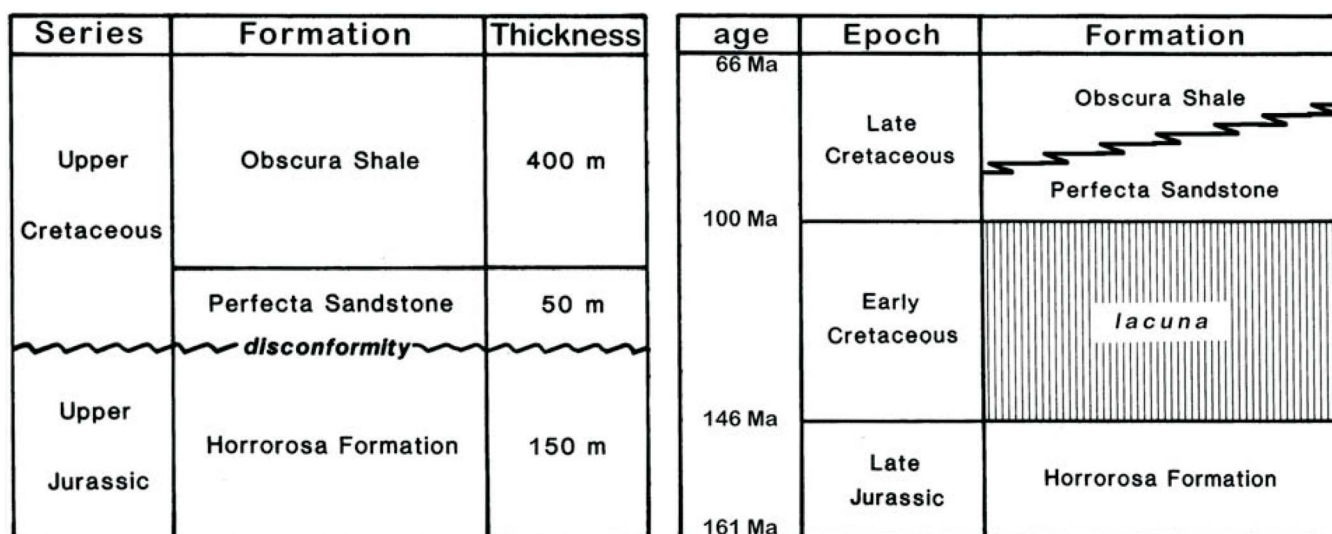 Series Formation Thickness
Upper
Cretaceous
Obscura Shale 400 m
Perfecta Sandstone 50 m
disconformity
Upper
Jurassic
Horrorosa Formation 150 m
age Epoch Formation
66 Ma
Late
Cretaceous
Obscura Shale
Perfecta Sandstone
100 Ma
Early
Cretaceous
lacuna
146 Ma
Late
Jurassic
Horrorosa Formation
161 Ma